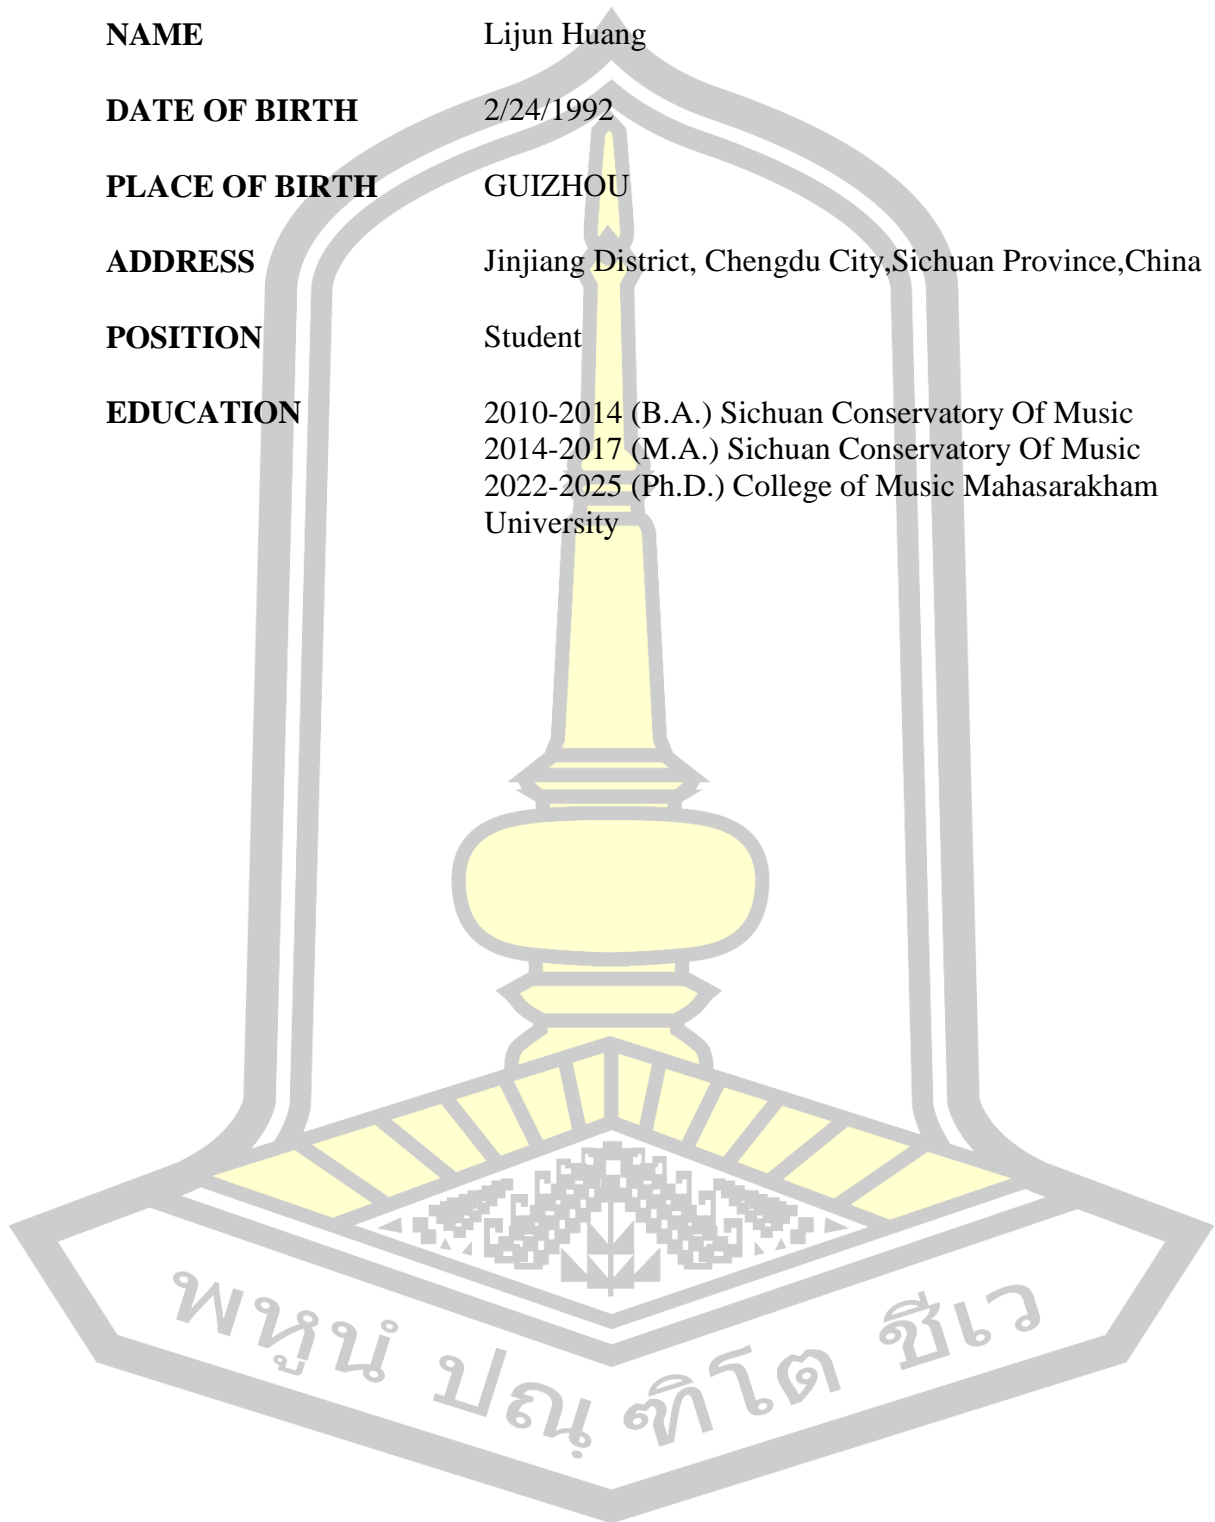 NAME Lijun Huang
DATE OF BIRTH 2/24/1992
PLACE OF BIRTH GUIZHOU
ADDRESS Jinjiang District, Chengdu City,Sichuan Province,China
POSITION Student
EDUCATION 2010-2014 (B.A.) Sichuan Conservatory Of Music
2014-2017 (M.A.) Sichuan Conservatory Of Music
2022-2025 (Ph.D.) College of Music Mahasarakham
University
พหูนํ ปณฺ ฑิโต ชีเว